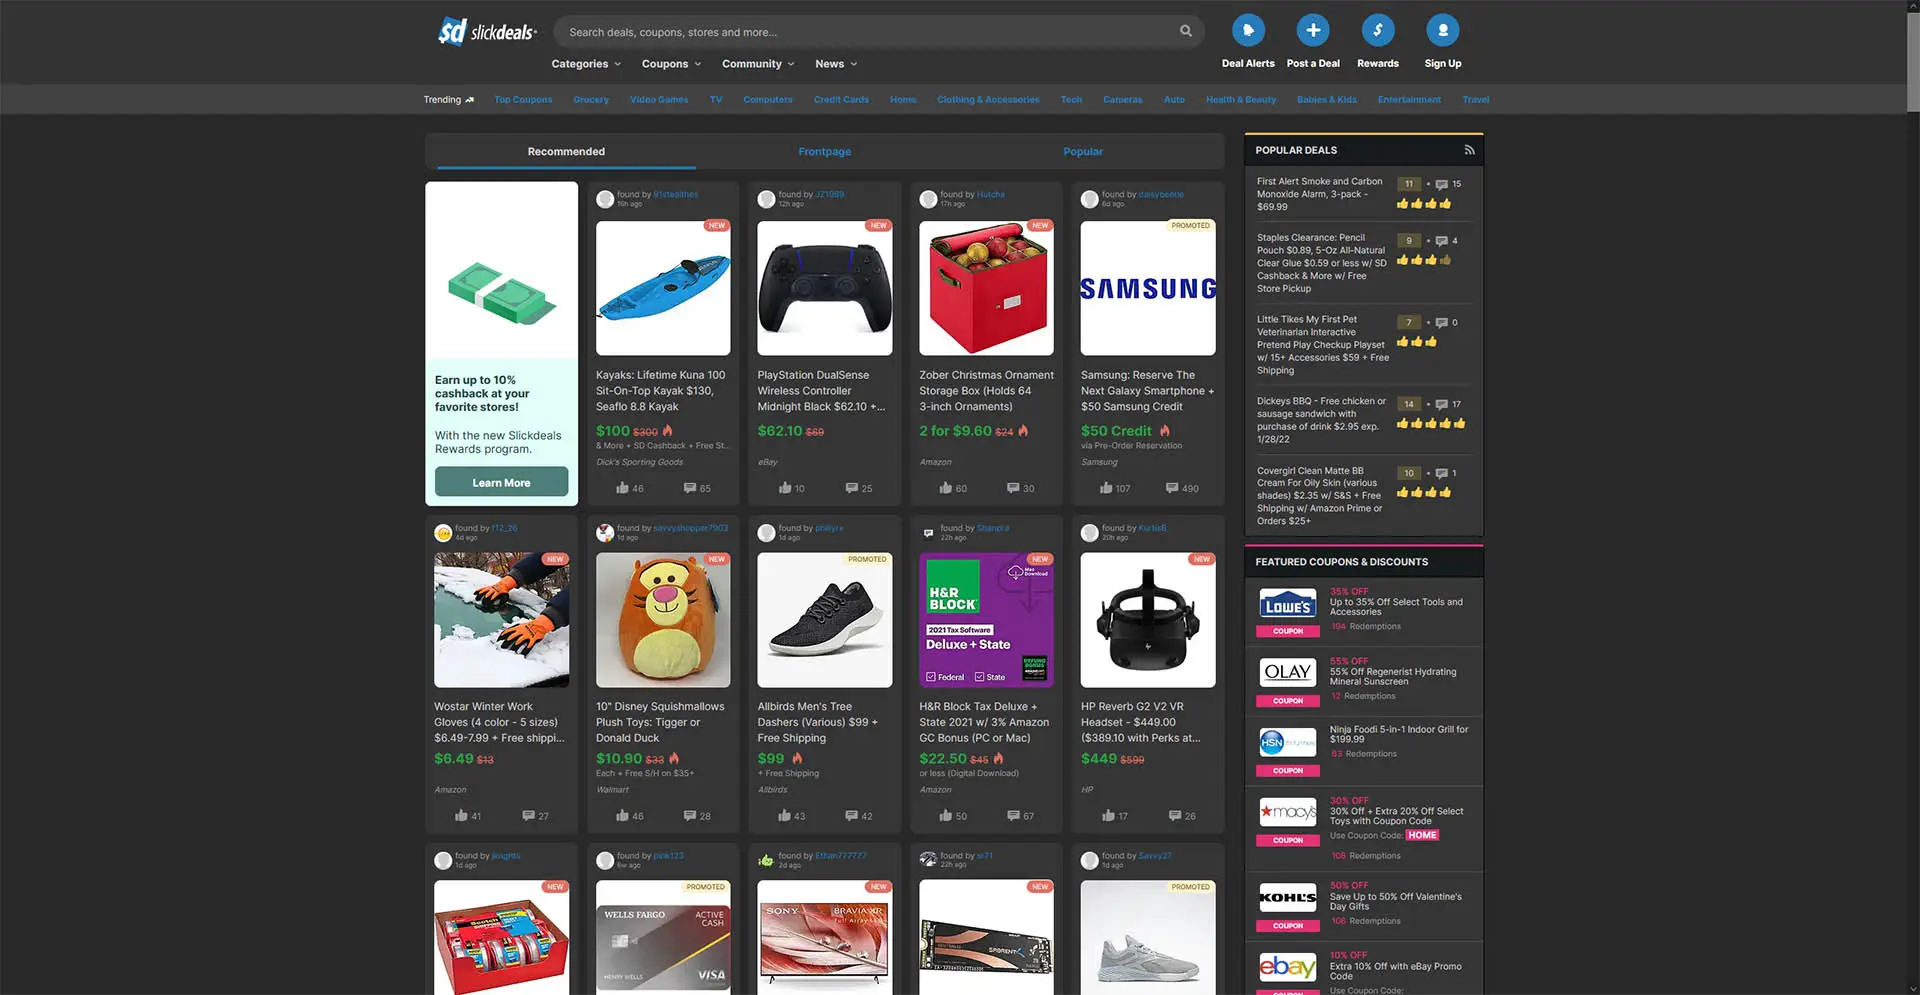 slickdeals
Search deals, coupons, stores and more...
Deal Alerts
Post a Deal
Rewards
Sign Up
Categories
Coupons
Community
News
Trending
Top Coupons
Grocery
Video Games
TV
Computers
Credit Cards
Home
Clothing & Accessories
Tech
Cameras
Auto
Health & Beauty
Babies & Kids
Entertainment
Travel
Recommended
Frontpage
Popular
Earn up to 10%
cashback at your
favorite stores!
With the new Slickdeals
Rewards program.
Learn More
found by 91stealthes
16h ago
NEW
Kayaks: Lifetime Kuna 100
Sit-On-Top Kayak $130,
Seaflo 8.8 Kayak
$100 $300
& More + SD Cashback + Free St...
Dick's Sporting Goods
46
65
found by JZ1969
12h ago
NEW
PlayStation DualSense
Wireless Controller
Midnight Black $62.10 +...
$62.10 $69
eBay
10
25
found by Hutcha
17h ago
NEW
Zober Christmas Ornament
Storage Box (Holds 64
3-inch Ornaments)
2 for $9.60 $24
Amazon
60
30
found by daisybeetle
6d ago
PROMOTED
SAMSUNG
Samsung: Reserve The
Next Galaxy Smartphone +
$50 Samsung Credit
$50 Credit
via Pre-Order Reservation
Samsung
107
490
found by f12_26
4d ago
NEW
Wostar Winter Work
Gloves (4 color - 5 sizes)
$6.49-7.99 + Free shippi...
$6.49 $13
Amazon
41
27
found by savvyshopper7903
1d ago
NEW
10" Disney Squishmallows
Plush Toys: Tigger or
Donald Duck
$10.90 $33
Each + Free S/H on $35+
Walmart
46
28
found by phillyrx
1d ago
PROMOTED
Allbirds Men's Tree
Dashers (Various) $99 +
Free Shipping
$99
+ Free Shipping
Allbirds
43
42
found by Shanpra
22h ago
NEW
Mac
Download
H&R
BLOCK
2021 Tax Software
Deluxe + State
Federal
State
H&R Block Tax Deluxe +
State 2021 w/ 3% Amazon
GC Bonus (PC or Mac)
$22.50 $45
or less (Digital Download)
Amazon
50
67
found by KurissB
20h ago
NEW
HP Reverb G2 V2 VR
Headset - $449.00
($389.10 with Perks at...
$449 $599
HP
17
26
found by jknights
1d ago
NEW
Scotch
found by pink123
6w ago
PROMOTED
WELLS FARGO
ACTIVE
CASH
HENRY WELLS
VISA
found by Ethan777777
2d ago
NEW
SONY
BRAVIA XR
found by sr71
22h ago
NEW
SABRENT
found by Savvy27
1d ago
PROMOTED
POPULAR DEALS
First Alert Smoke and Carbon
Monoxide Alarm, 3-pack -
$69.99
11
15
Staples Clearance: Pencil
Pouch $0.89, 5-Oz All-Natural
Clear Glue $0.59 or less w/ SD
Cashback & More w/ Free
Store Pickup
9
4
Little Tikes My First Pet
Veterinarian Interactive
Pretend Play Checkup Playset
w/ 15+ Accessories $59 + Free
Shipping
7
0
Dickeys BBQ - Free chicken or
sausage sandwich with
purchase of drink $2.95 exp.
1/28/22
14
17
Covergirl Clean Matte BB
Cream For Oily Skin (various
shades) $2.35 w/ S&S + Free
Shipping w/ Amazon Prime or
Orders $25+
10
1
FEATURED COUPONS & DISCOUNTS
LOWE'S
COUPON
35% OFF
Up to 35% Off Select Tools and
Accessories
194 Redemptions
OLAY
COUPON
55% OFF
55% Off Regenerist Hydrating
Mineral Sunscreen
12 Redemptions
HSN
COUPON
Ninja Foodi 5-in-1 Indoor Grill for
$199.99
63 Redemptions
macy's
COUPON
30% OFF
30% Off + Extra 20% Off Select
Toys with Coupon Code
Use Coupon Code: HOME
108 Redemptions
KOHL'S
COUPON
50% OFF
Save Up to 50% Off Valentine's
Day Gifts
108 Redemptions
ebay
10% OFF
Extra 10% Off with eBay Promo
Code
Use Coupon Code: